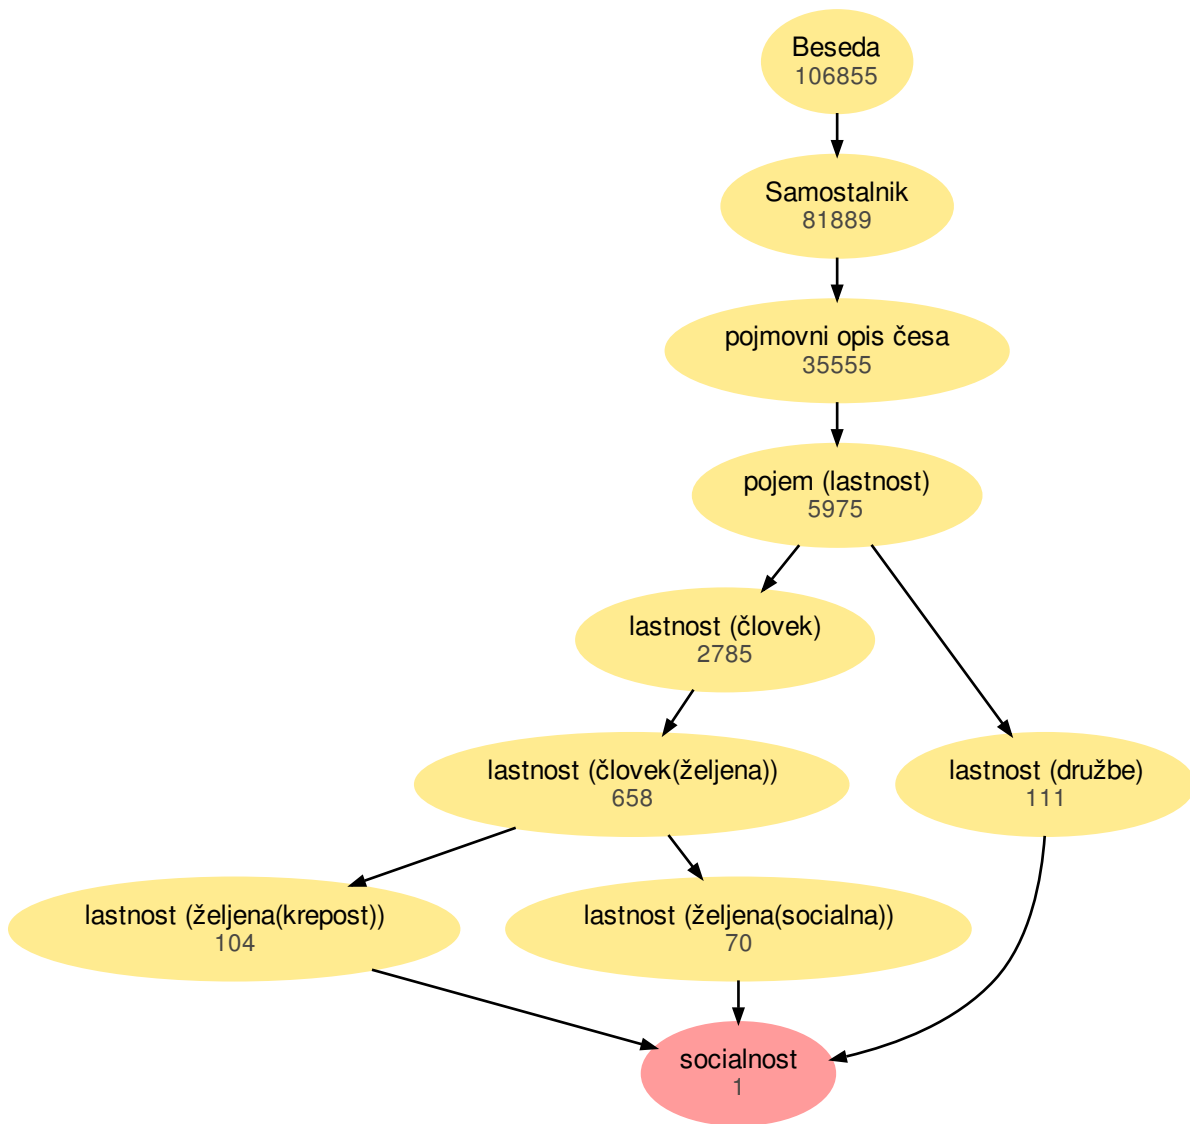 Beseda
106855
Samostalnik
81889
pojmovni opis česa
35555
pojem (lastnost)
5975
lastnost (človek)
2785
lastnost (človek(željena))
658
lastnost (družbe)
111
lastnost (željena(krepost))
104
lastnost (željena(socialna))
70
socialnost
1